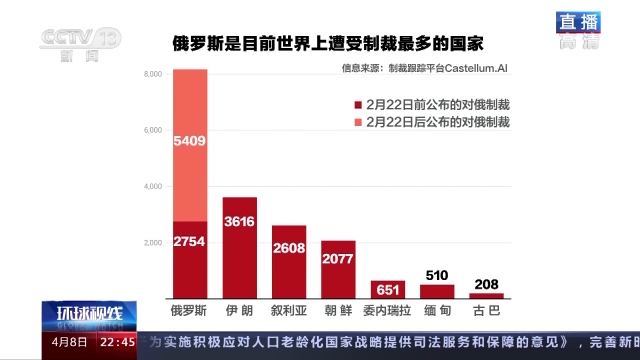 CCTV 13
新闻
直播
高清
俄罗斯是目前世界上遭受制裁最多的国家
信息来源：制裁跟踪平台Castellum.AI
2月22日前公布的对俄制裁
2月22日后公布的对俄制裁
8,000
6,000
4,000
2,000
5409
2754
3616
2608
2077
651
510
208
俄罗斯
伊朗
叙利亚
朝鲜
委内瑞拉
缅甸
古巴
环球视线
4月8日 22:45
为实施积极应对人口老龄化国家战略提供司法服务和保障的意见》，完善新时